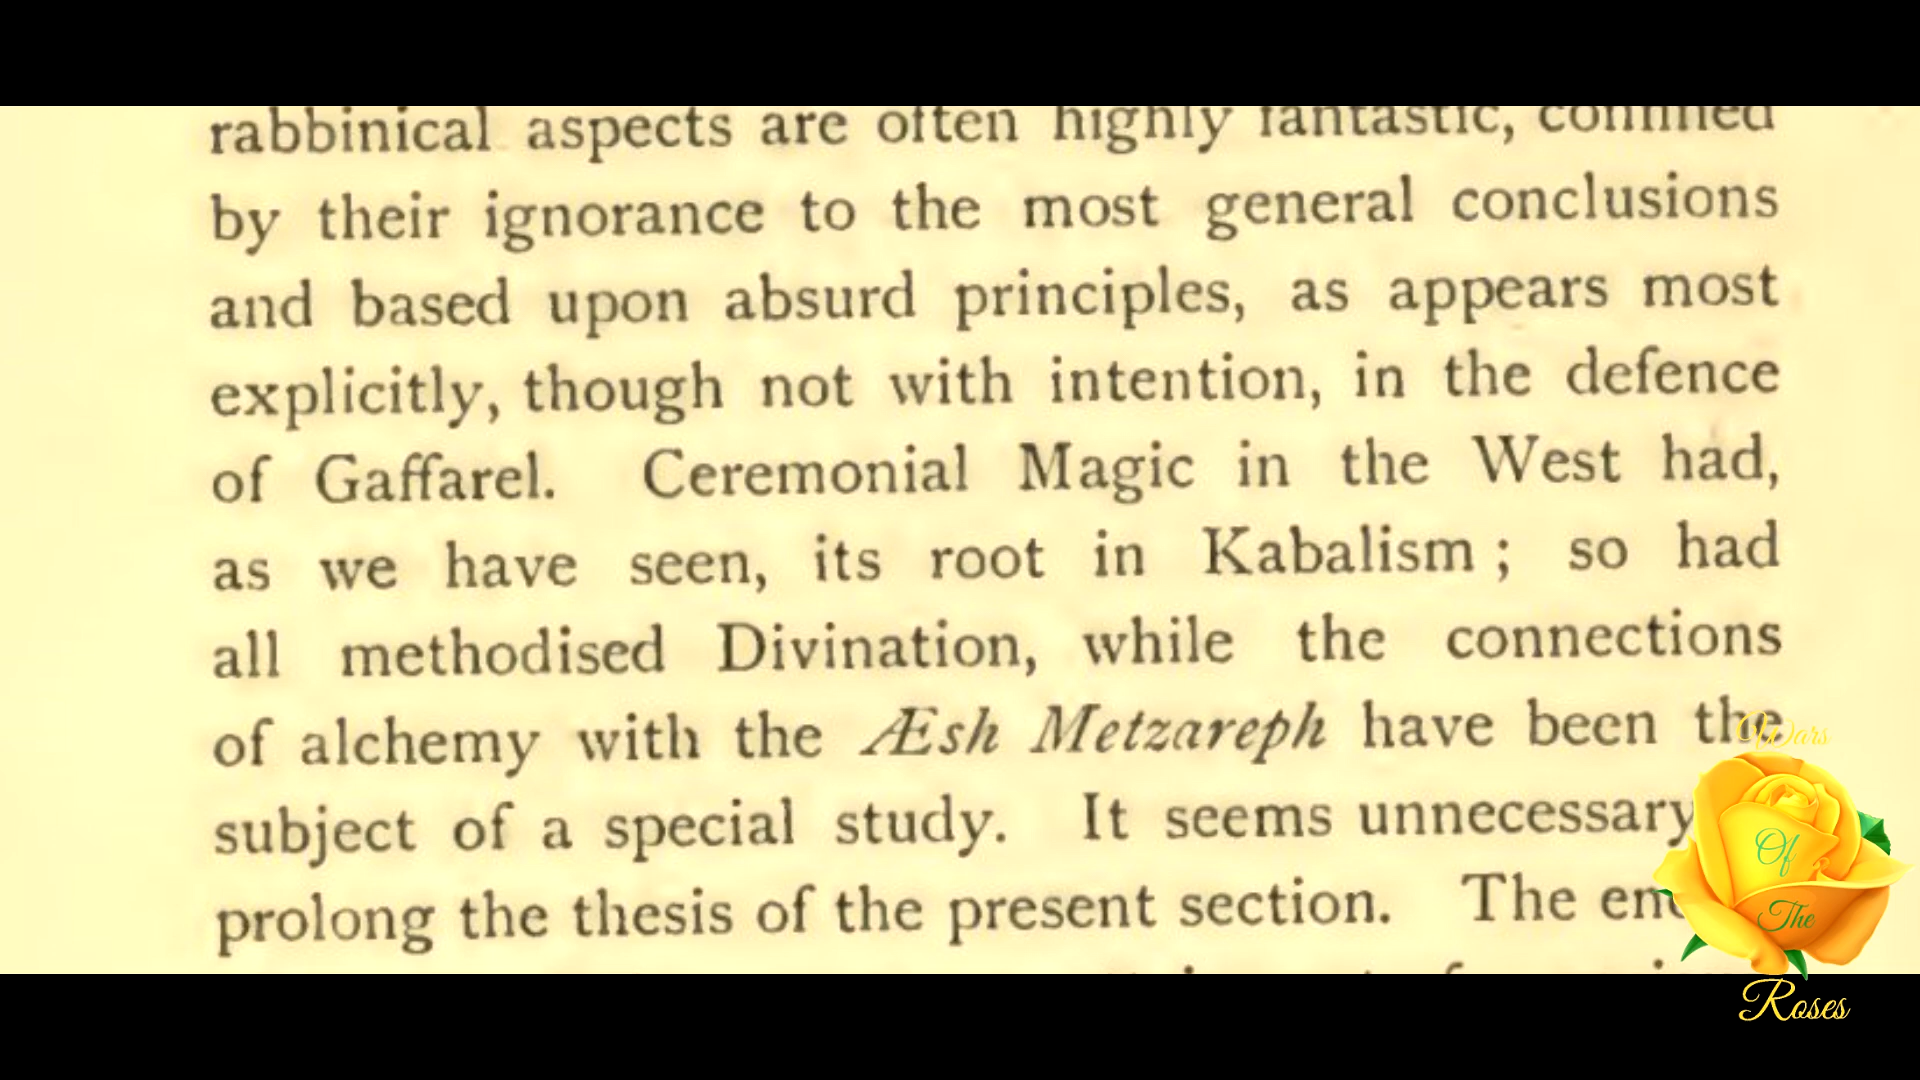 rabbinical aspects are often highly fantastic, confined
by their ignorance to the most general conclusions
and based upon absurd principles, as appears most
explicitly, though not with intention, in the defence
of Gaffarel. Ceremonial Magic in the West had,
as we have seen, its root in Kabalism ; so had
all methodised Divination, while the connections
of alchemy with the Æsh Metzareph have been the
subject of a special study. It seems unnecessary
prolong the thesis of the present section. The
Wars
Of
The
Roses